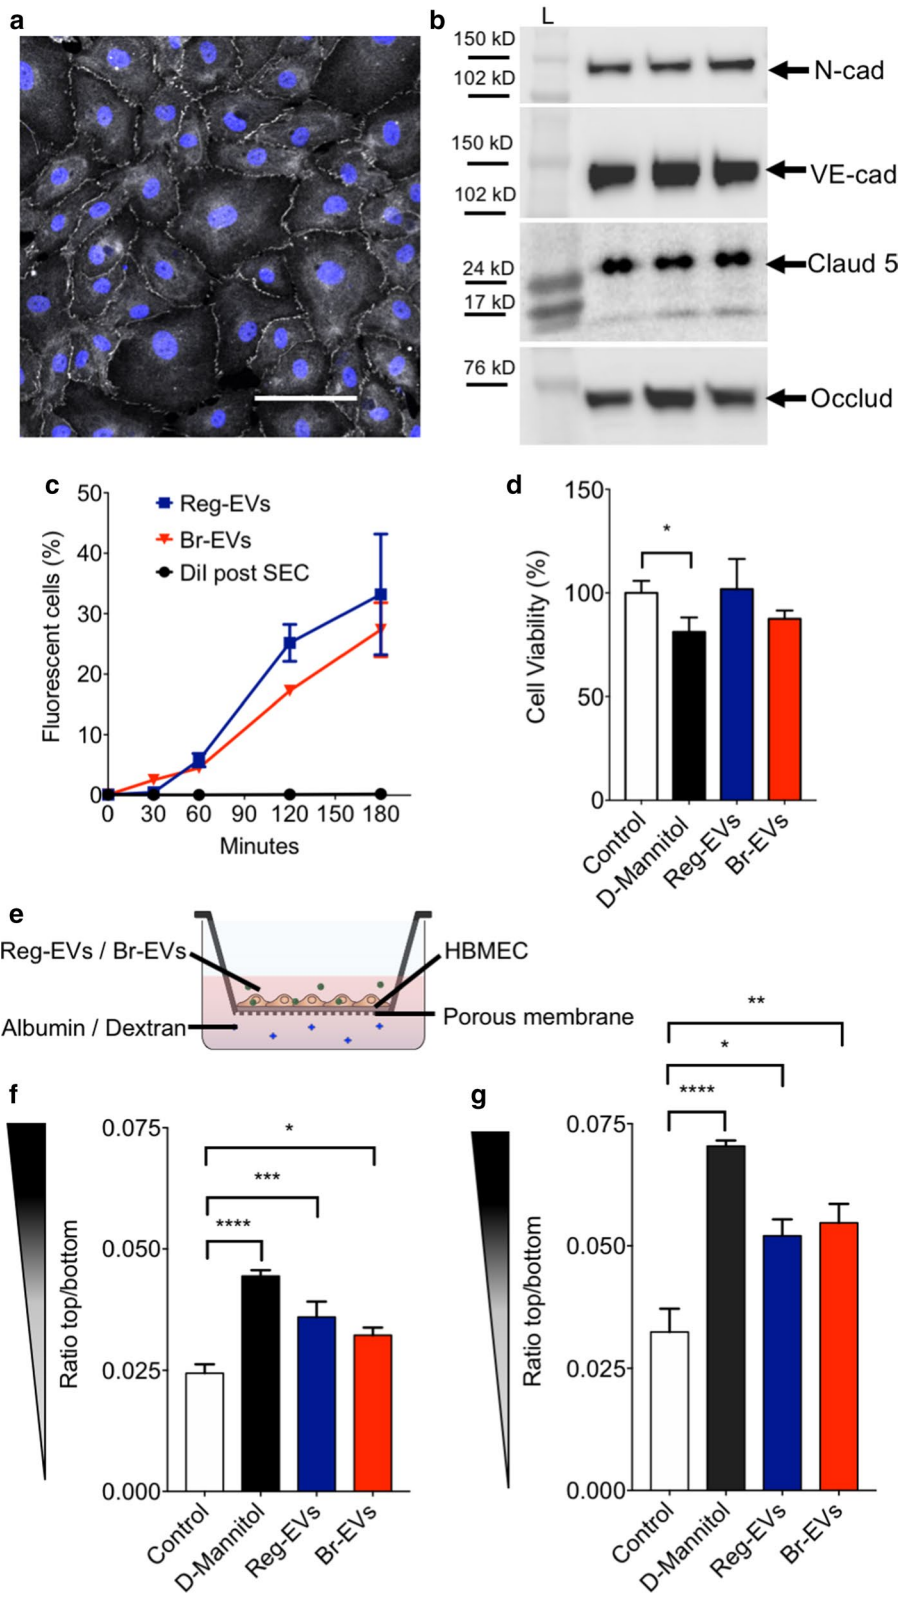 a
b
L
150 kD
102 kD
N-cad
150 kD
102 kD
VE-cad
24 kD
17 kD
Claud 5
76 kD
Occlud
c
50
40
30
20
10
0
Fluorescent cells (%)
Reg-EVs
Br-EVs
DiI post SEC
0 30 60 90 120 150 180
Minutes
d
150
100
50
0
Cell Viability (%)
*
Control
D-Mannitol
Reg-EVs
Br-EVs
e
Reg-EVs / Br-EVs
HBMEC
Albumin / Dextran
Porous membrane
f
0.075
0.050
0.025
0.000
Ratio top/bottom
*
***
****
Control
D-Mannitol
Reg-EVs
Br-EVs
g
**
*
****
0.075
0.050
0.025
0.000
Ratio top/bottom
Control
D-Mannitol
Reg-EVs
Br-EVs